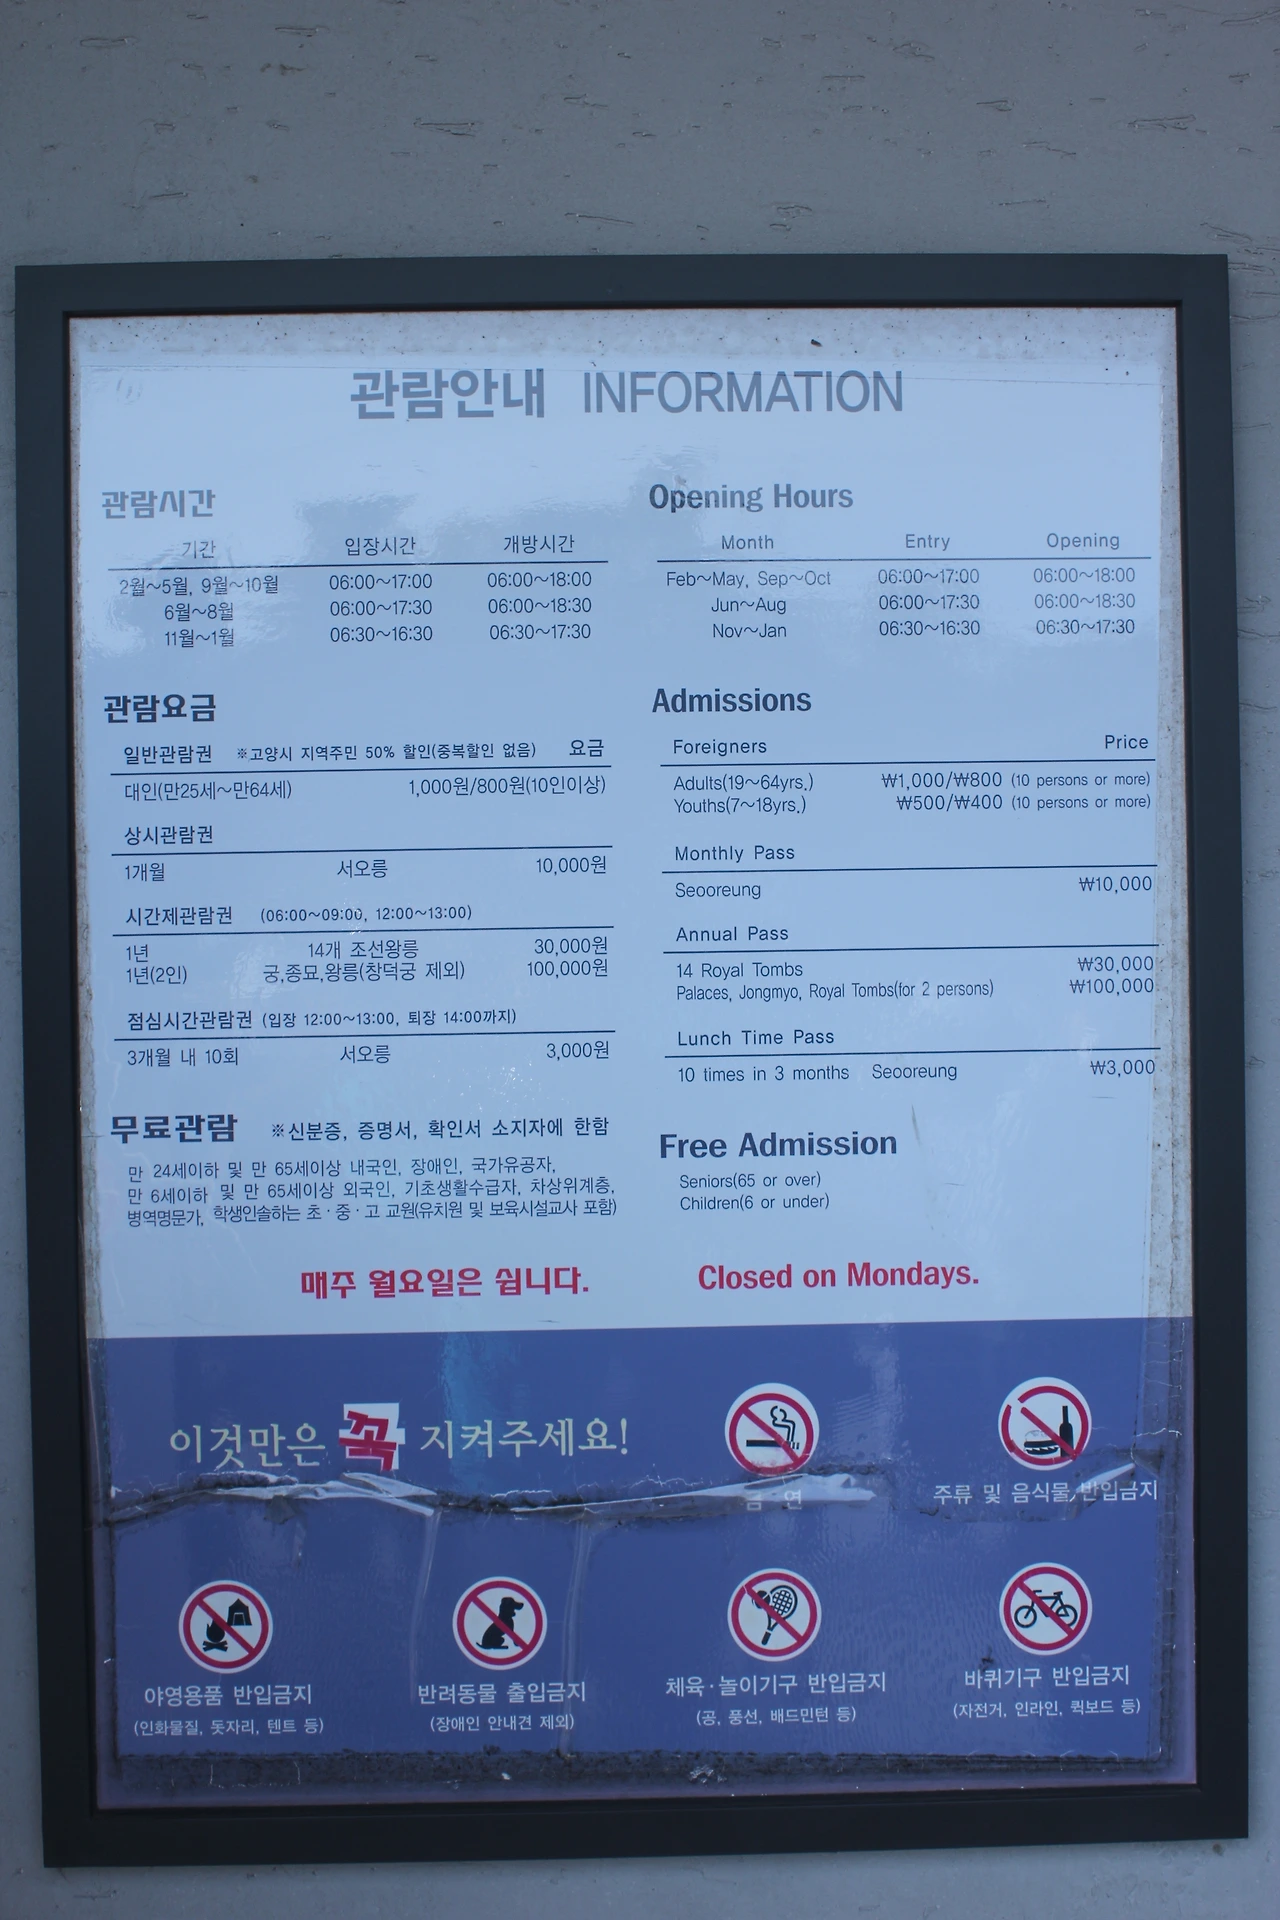 관람안내 INFORMATION
관람시간
기간 입장시간 개방시간
2월~5월, 9월~10월 06:00~17:00 06:00~18:00
6월~8월 06:00~17:30 06:00~18:30
11월~1월 06:30~16:30 06:30~17:30
관람요금
일반관람권 ※고양시 지역주민 50% 할인(중복할인 없음) 요금
대인(만25세~만64세) 1,000원/800원(10인이상)
상시관람권
1개월 서오릉 10,000원
시간제관람권 (06:00~09:00, 12:00~13:00)
1년 14개 조선왕릉 30,000원
1년(2인) 궁,종묘,왕릉(창덕궁 제외) 100,000원
점심시간관람권 (입장 12:00~13:00, 퇴장 14:00까지)
3개월 내 10회 서오릉 3,000원
무료관람 ※신분증, 증명서, 확인서 소지자에 한함
만 24세이하 및 만 65세이상 내국인, 장애인, 국가유공자,
만 6세이하 및 만 65세이상 외국인, 기초생활수급자, 차상위계층,
병역명문가, 학생인솔하는 초·중·고 교원(유치원 및 보육시설교사 포함)
매주 월요일은 쉽니다.
Opening Hours
Month Entry Opening
Feb~May, Sep~Oct 06:00~17:00 06:00~18:00
Jun~Aug 06:00~17:30 06:00~18:30
Nov~Jan 06:30~16:30 06:30~17:30
Admissions
Foreigners Price
Adults(19~64yrs.) ₩1,000/₩800 (10 persons or more)
Youths(7~18yrs.) ₩500/₩400 (10 persons or more)
Monthly Pass
Seooreung ₩10,000
Annual Pass
14 Royal Tombs ₩30,000
Palaces, Jongmyo, Royal Tombs(for 2 persons) ₩100,000
Lunch Time Pass
10 times in 3 months Seooreung ₩3,000
Free Admission
Seniors(65 or over)
Children(6 or under)
Closed on Mondays.
이것만은 꼭 지켜주세요!
금 연
주류 및 음식물 반입금지
야영용품 반입금지
(인화물질, 돗자리, 텐트 등)
반려동물 출입금지
(장애인 안내견 제외)
체육·놀이기구 반입금지
(공, 풍선, 배드민턴 등)
바퀴기구 반입금지
(자전거, 인라인, 퀵보드 등)